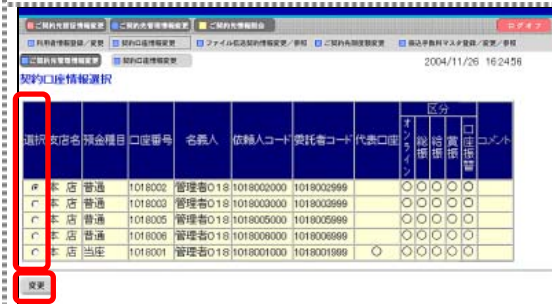 ご契約先管理情報変更 ご契約先情報照会 ログオフ
利用者情報登録/変更 契約口座情報変更 ファイル伝送契約情報変更/参照 ご契約先限度額変更 振込手数料マスタ登録/変更/参照
ご契約先管理情報変更 契約口座情報変更 2004/11/26 16:24:56
契約口座情報選択
選択 支店名 預金種目 口座番号 名義人 依頼人コード 委託者コード 代表口座 区分 コメント
オンライン 総振 給振 賞振 口座振替
本 店 普通 1018002 管理者018 1018002000 1018002999 ○ ○ ○ ○ ○
本 店 普通 1018003 管理者018 1018003000 1018003999 ○ ○ ○ ○ ○
本 店 普通 1018005 管理者018 1018005000 1018005999 ○ ○ ○ ○ ○
本 店 普通 1018006 管理者018 1018006000 1018006999 ○ ○ ○ ○ ○
本 店 当座 1018001 管理者018 1018001000 1018001999 ○ ○ ○ ○ ○ ○
変更